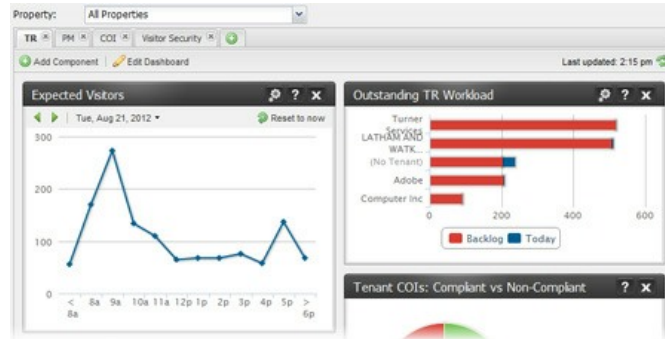 Property: All Properties
TR PM COI Visitor Security
Add Component Edit Dashboard Last updated: 2:15 pm
Expected Visitors ? x
Tue, Aug 21, 2012 Reset to now
300
200
100
0
< 8a 8a 9a 10a 11a 12p 1p 2p 3p 4p 5p > 6p
Outstanding TR Workload ? x
Turner Services
LATHAM AND WATK...
(No Tenant)
Adobe
Computer Inc
0 200 400 600
Backlog Today
Tenant COIs: Compliant vs Non-Compliant ? x